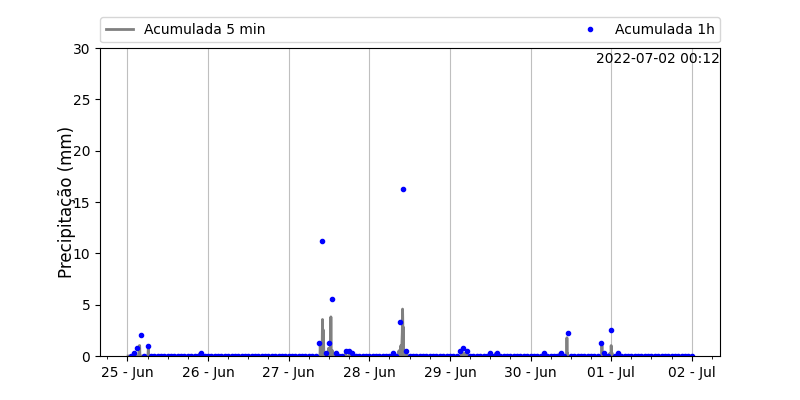 Acumulada 5 min
Acumulada 1h
2022-07-02 00:12
Precipitação (mm)
30
25
20
15
10
5
0
25 - Jun
26 - Jun
27 - Jun
28 - Jun
29 - Jun
30 - Jun
01 - Jul
02 - Jul